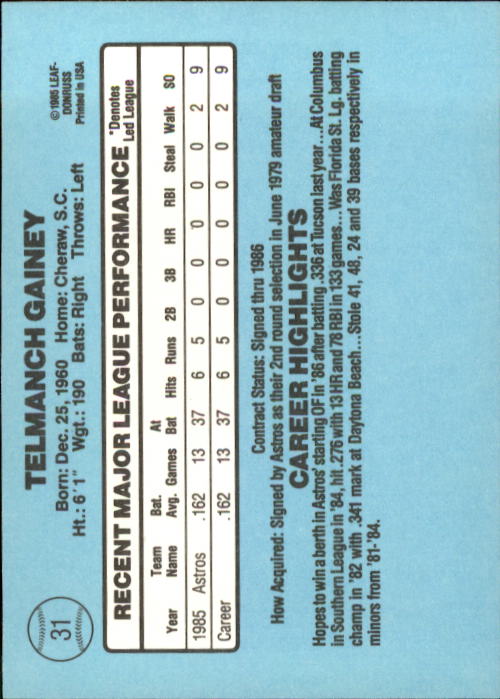 31
TELMANCH GAINEY
Born: Dec. 25, 1960 Home: Cheraw, S.C.
Ht.: 6'1" Wgt.: 190 Bats: Right Throws: Left
©1985 LEAF-
DONRUSS
Printed in USA
RECENT MAJOR LEAGUE PERFORMANCE
*Denotes
Led League
Year Team Name Bat. Avg. Games At Bat Hits Runs 2B 3B HR RBI Steal Walk SO
1985 Astros .162 13 37 6 5 0 0 0 0 0 2 9
Career .162 13 37 6 5 0 0 0 0 0 2 9
Contract Status: Signed thru 1986
How Acquired: Signed by Astros as their 2nd round selection in June 1979 amateur draft
CAREER HIGHLIGHTS
Hopes to win a berth in Astros' starting OF in '86 after batting .336 at Tucson last year...At Columbus
in Southern League in '84, hit .276 with 13 HR and 78 RBI in 133 games...Was Florida St. Lg. batting
champ in '82 with .341 mark at Daytona Beach...Stole 41, 48, 24 and 39 bases respectively in
minors from '81-'84.